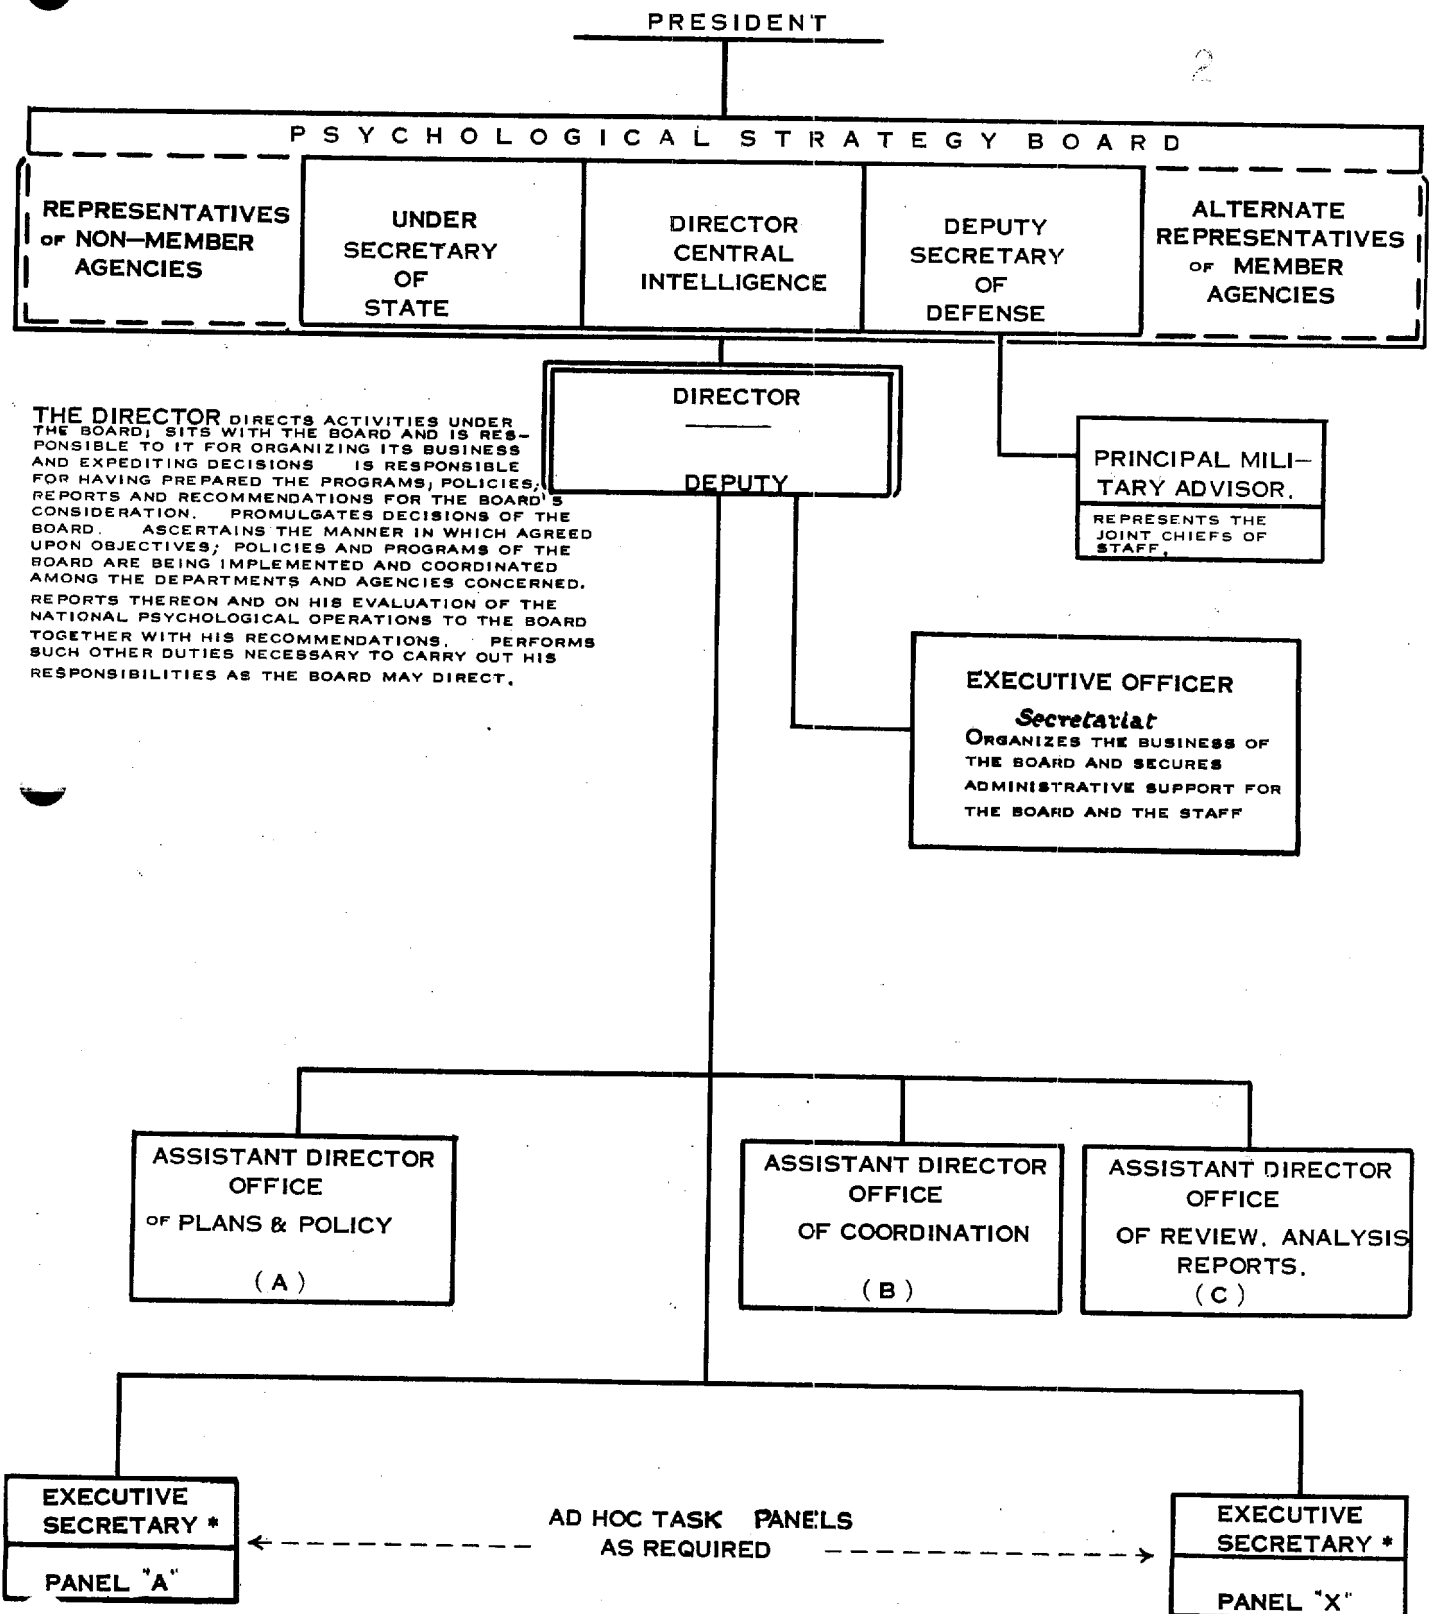 PRESIDENT
2
PSYCHOLOGICAL STRATEGY BOARD
REPRESENTATIVES
OF NON—MEMBER
AGENCIES
UNDER
SECRETARY
OF
STATE
DIRECTOR
CENTRAL
INTELLIGENCE
DEPUTY
SECRETARY
OF
DEFENSE
ALTERNATE
REPRESENTATIVES
OF MEMBER
AGENCIES
DIRECTOR
DEPUTY
THE DIRECTOR DIRECTS ACTIVITIES UNDER
THE BOARD; SITS WITH THE BOARD AND IS RES-
PONSIBLE TO IT FOR ORGANIZING ITS BUSINESS
AND EXPEDITING DECISIONS IS RESPONSIBLE
FOR HAVING PREPARED THE PROGRAMS, POLICIES,
REPORTS AND RECOMMENDATIONS FOR THE BOARD'S
CONSIDERATION. PROMULGATES DECISIONS OF THE
BOARD. ASCERTAINS THE MANNER IN WHICH AGREED
UPON OBJECTIVES, POLICIES AND PROGRAMS OF THE
BOARD ARE BEING IMPLEMENTED AND COORDINATED
AMONG THE DEPARTMENTS AND AGENCIES CONCERNED.
REPORTS THEREON AND ON HIS EVALUATION OF THE
NATIONAL PSYCHOLOGICAL OPERATIONS TO THE BOARD
TOGETHER WITH HIS RECOMMENDATIONS. PERFORMS
SUCH OTHER DUTIES NECESSARY TO CARRY OUT HIS
RESPONSIBILITIES AS THE BOARD MAY DIRECT.
PRINCIPAL MILI—
TARY ADVISOR.
REPRESENTS THE
JOINT CHIEFS OF
STAFF.
EXECUTIVE OFFICER
Secretariat
ORGANIZES THE BUSINESS OF
THE BOARD AND SECURES
ADMINISTRATIVE SUPPORT FOR
THE BOARD AND THE STAFF
ASSISTANT DIRECTOR
OFFICE
OF PLANS & POLICY
(A)
ASSISTANT DIRECTOR
OFFICE
OF COORDINATION
(B)
ASSISTANT DIRECTOR
OFFICE
OF REVIEW. ANALYSIS
REPORTS.
(C)
EXECUTIVE
SECRETARY *
PANEL "A"
AD HOC TASK PANELS
AS REQUIRED
EXECUTIVE
SECRETARY *
PANEL "X"